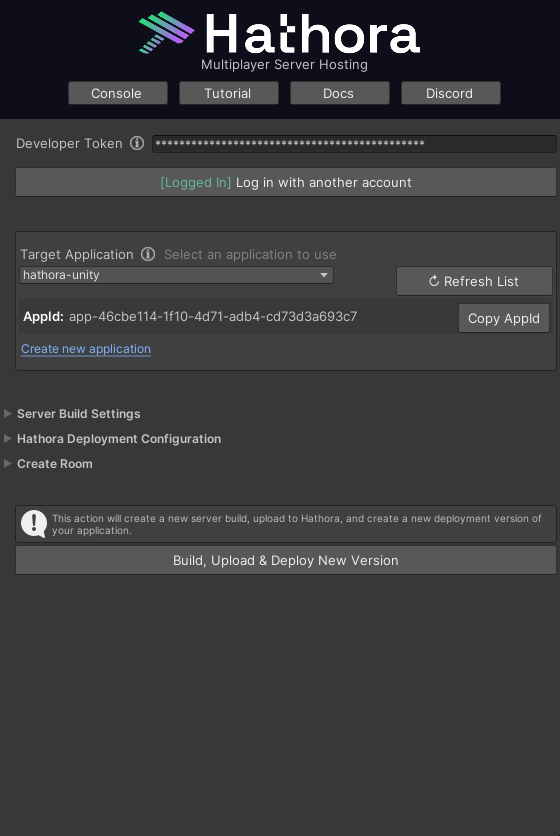 Hathora
Multiplayer Server Hosting
Console Tutorial Docs Discord
Developer Token *********************************************
[Logged In] Log in with another account
Target Application Select an application to use
hathora-unity
Refresh List
AppId: app-46cbe114-1f10-4d71-adb4-cd73d3a693c7
Copy AppId
Create new application
Server Build Settings
Hathora Deployment Configuration
Create Room
This action will create a new server build, upload to Hathora, and create a new deployment version of
your application.
Build, Upload & Deploy New Version